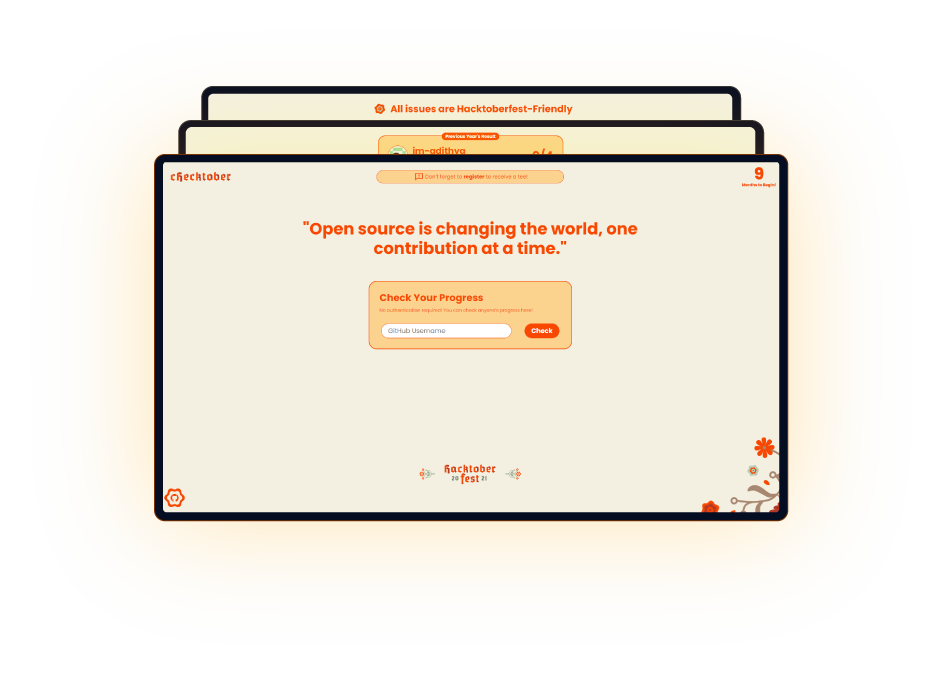 All issues are Hacktoberfest-Friendly
Previous Year's Result
im-adithya
checktober
Don't forget to register to receive a tee!
9
Months to Begin!
"Open source is changing the world, one
contribution at a time."
Check Your Progress
No authentication required! You can check anyone's progress here!
GitHub Username
Check
hacktober
20 fest 21